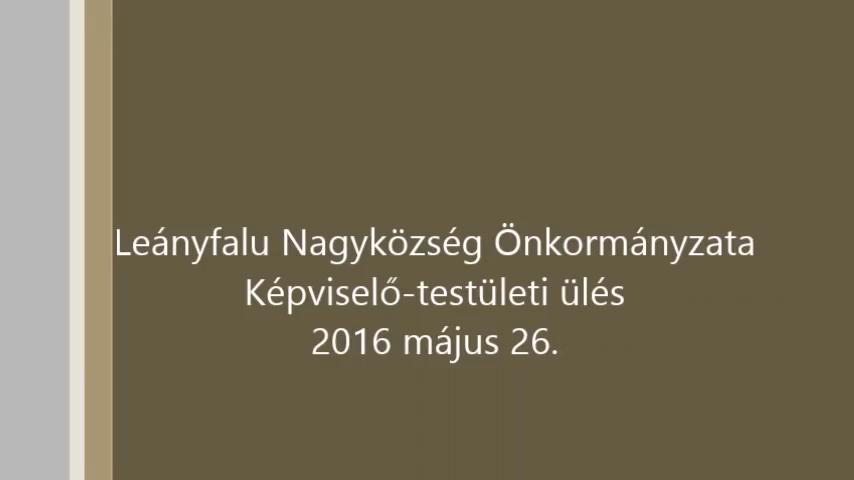 Leányfalu Nagyközség Önkormányzata
Képviselő-testületi ülés
2016 május 26.